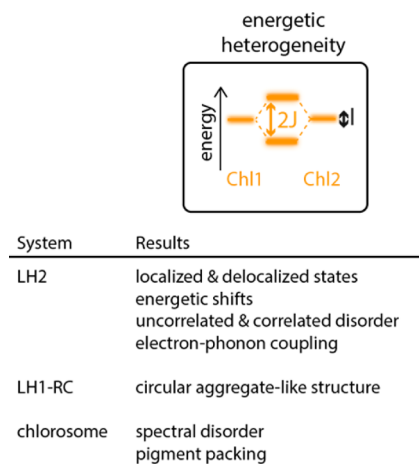 energetic
heterogeneity
energy
2J
I
Chl1
Chl2
System Results
LH2 localized & delocalized states
energetic shifts
uncorrelated & correlated disorder
electron-phonon coupling
LH1-RC circular aggregate-like structure
chlorosome spectral disorder
pigment packing